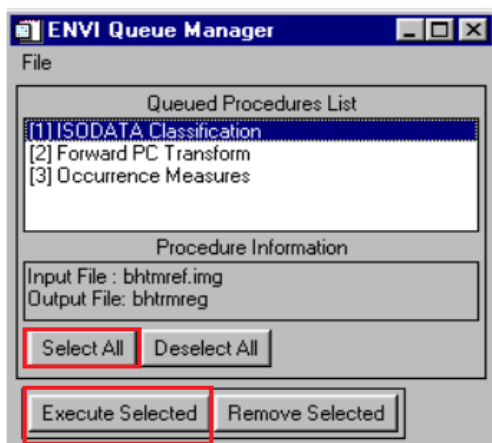 ENVI Queue Manager
File
Queued Procedures List
[1] ISODATA Classification
[2] Forward PC Transform
[3] Occurrence Measures
Procedure Information
Input File : bhtmref.img
Output File: bhtrmreg
Select All Deselect All
Execute Selected Remove Selected